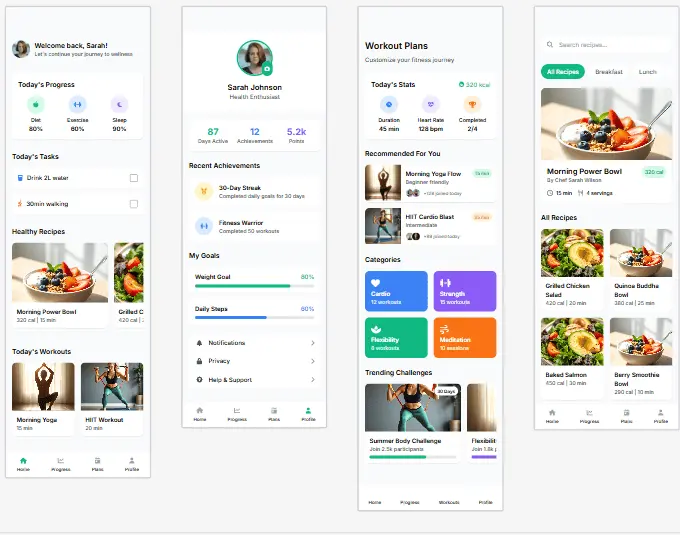 Welcome back, Sarah!
Let's continue your journey to wellness
Today's Progress
Diet
Exercise
Sleep
80%
60%
90%
Today's Tasks
Drink 2L water
30min walking
Healthy Recipes
Morning Power Bowl
320 cal | 15 min
Grilled C
420 cal |
Today's Workouts
Morning Yoga
15 min
HIIT Workout
20 min
Home
Progress
Plans
Profile
Sarah Johnson
Health Enthusiast
87
12
5.2k
Days Active
Achievements
Points
Recent Achievements
30-Day Streak
Completed daily goals for 30 days
Fitness Warrior
Completed 50 workouts
My Goals
Weight Goal
80%
Daily Steps
60%
Notifications
Privacy
Help & Support
Home
Progress
Plans
Profile
Workout Plans
Customize your fitness journey
Today's Stats
320 kcal
Duration
Heart Rate
Completed
45 min
128 bpm
2/4
Recommended For You
Morning Yoga Flow
Beginner friendly
HIIT Cardio Blast
Intermediate
Categories
Cardio
12 workouts
Strength
15 workouts
Flexibility
8 workouts
Meditation
10 sessions
Trending Challenges
30 Days
Summer Body Challenge
Join 2.5k participants
Flexibilit
Join 1.8k p
Home
Progress
Workouts
Profile
Search recipes...
All Recipes
Breakfast
Lunch
Morning Power Bowl
320 cal
By Chef Sarah Wilson
15 min
4 servings
All Recipes
Grilled Chicken
Salad
420 cal | 20 min
Quinoa Buddha
Bowl
380 cal | 25 min
Baked Salmon
450 cal | 30 min
Berry Smoothie
Bowl
290 cal | 10 min
Home
Progress
Plans
Profile